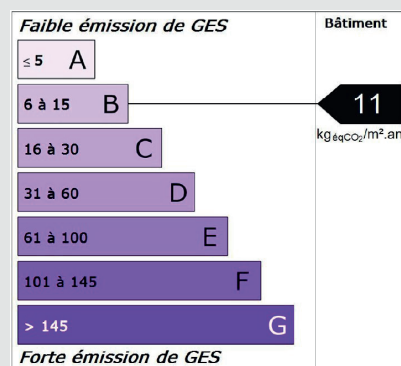 Faible émission de GES
Bâtiment
≤ 5 A
6 à 15 B
11
kgéqCO₂/m².an
16 à 30 C
31 à 60 D
61 à 100 E
101 à 145 F
> 145 G
Forte émission de GES